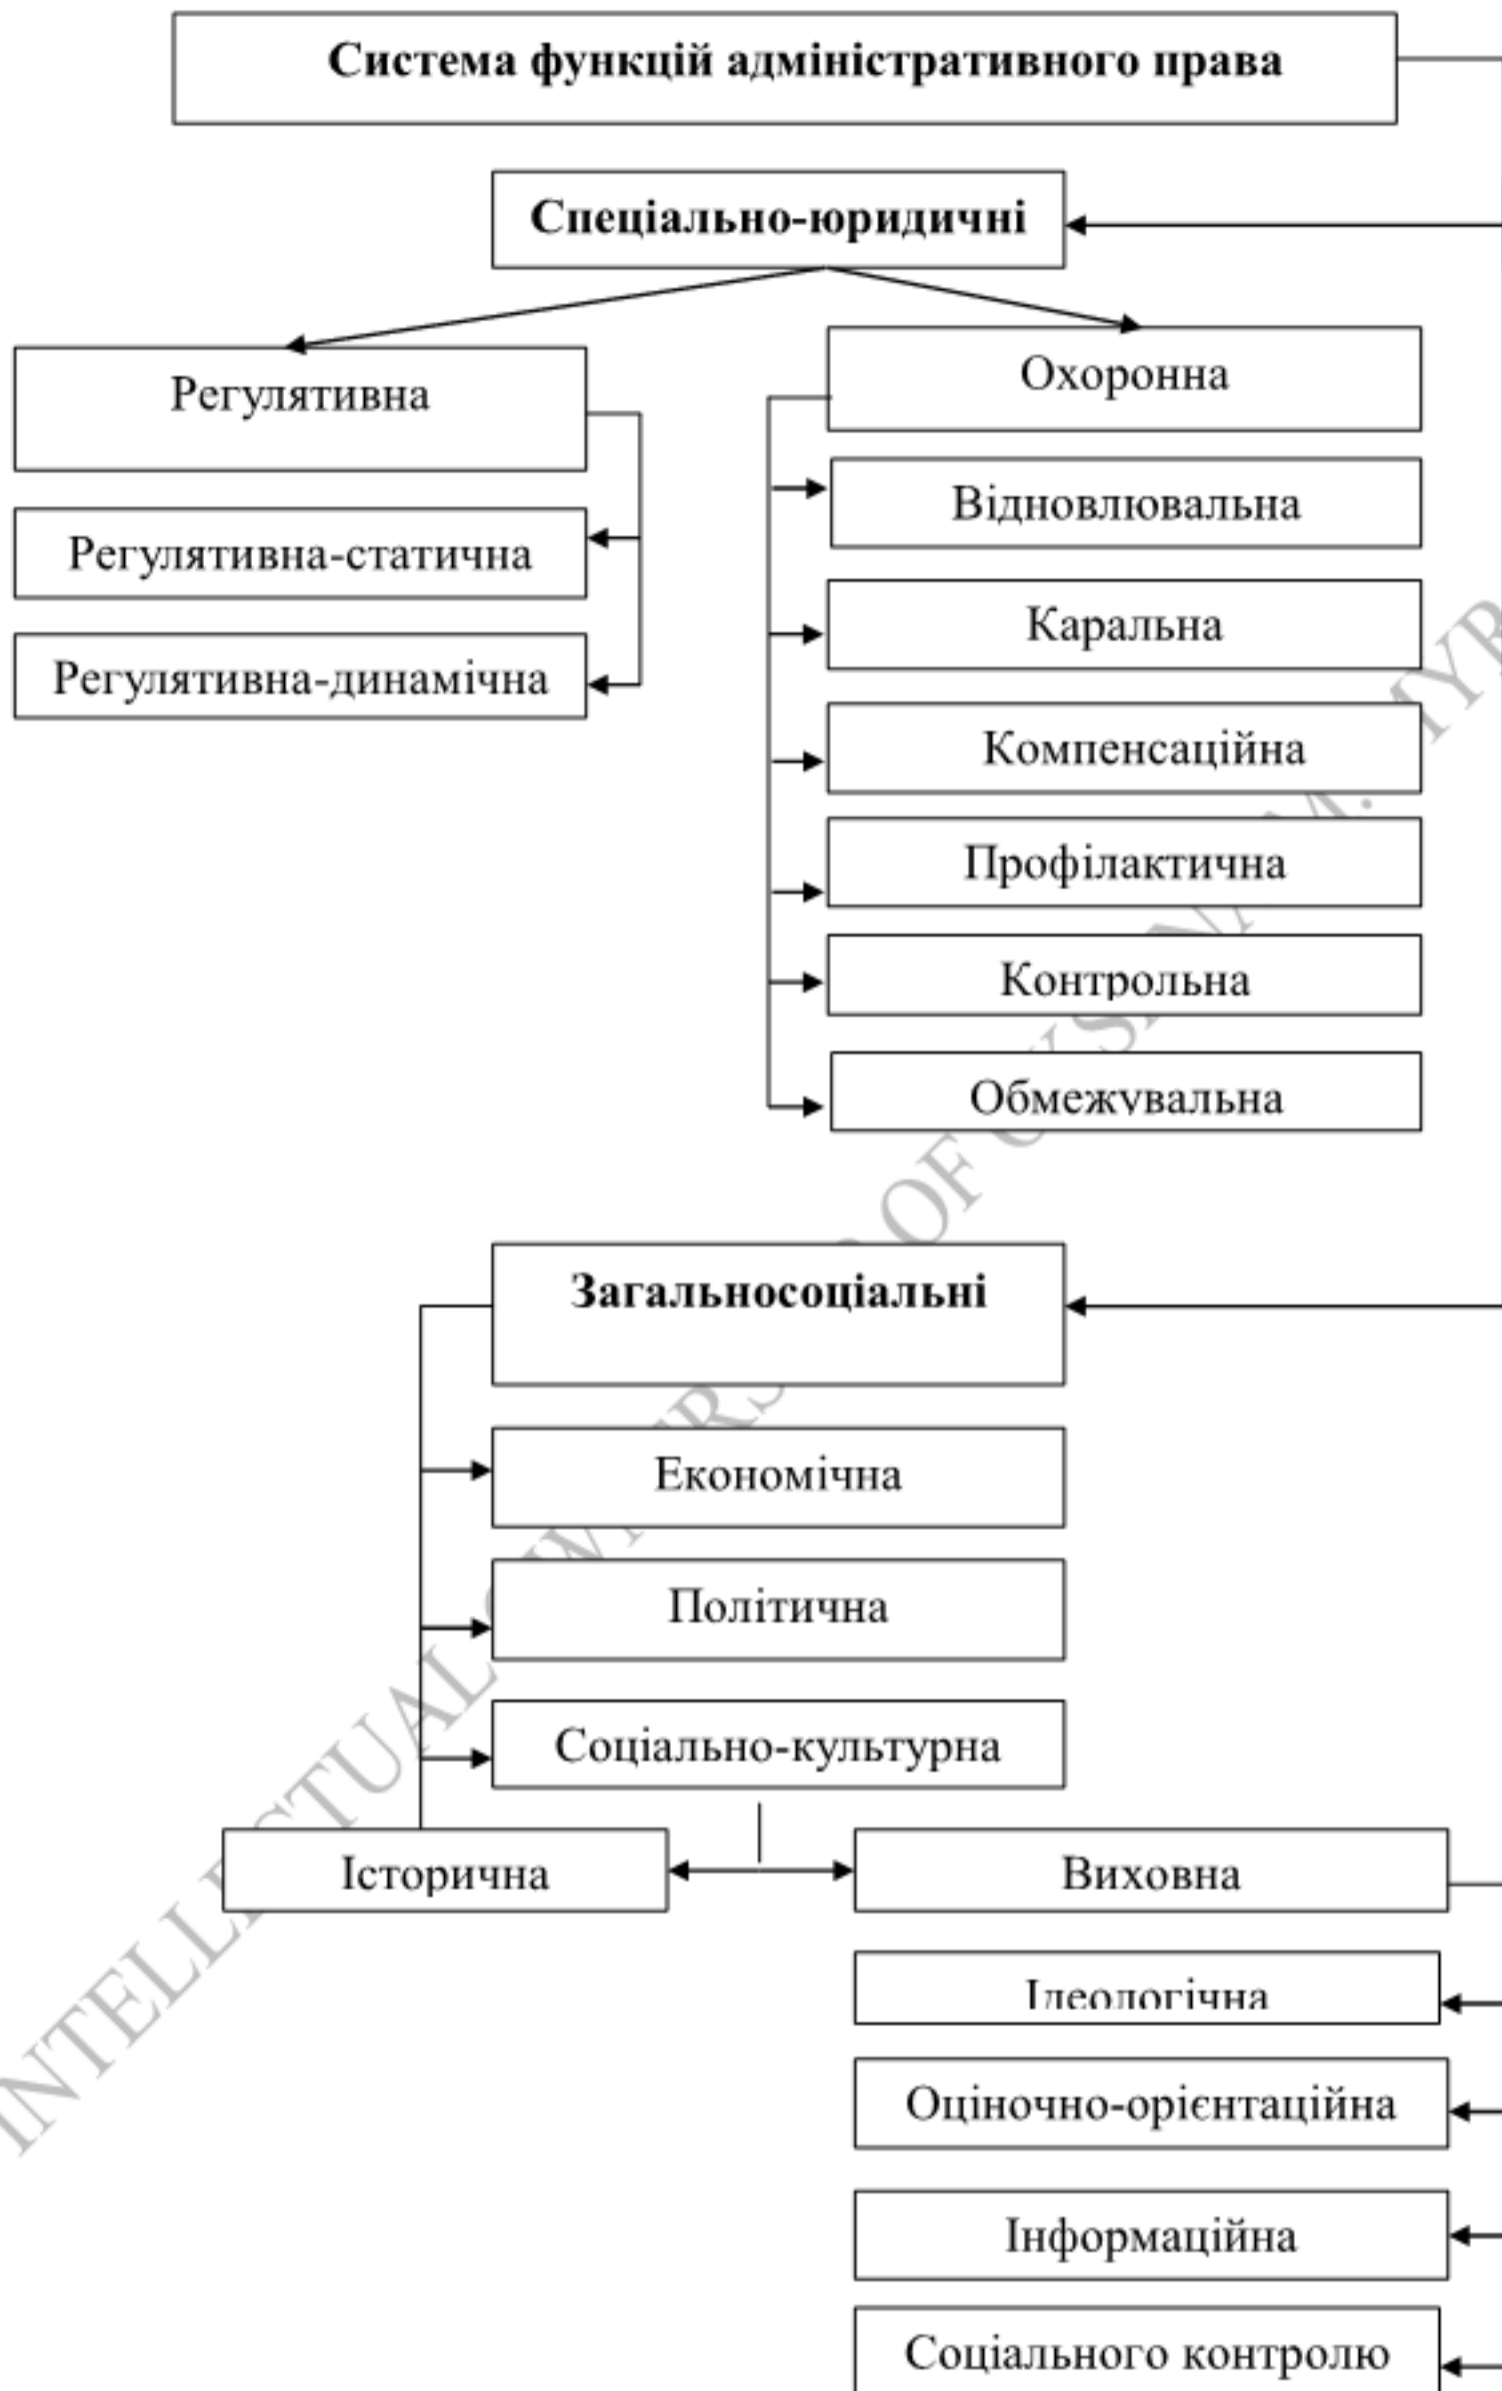 Система функцій адміністративного права
Спеціально-юридичні
Регулятивна
Охоронна
Регулятивна-статична
Регулятивна-динамічна
Відновлювальна
Каральна
Компенсаційна
Профілактична
Контрольна
Обмежувальна
Загальносоціальні
Економічна
Політична
Соціально-культурна
Історична
Виховна
Ідеологічна
Оціночно-орієнтаційна
Інформаційна
Соціального контролю